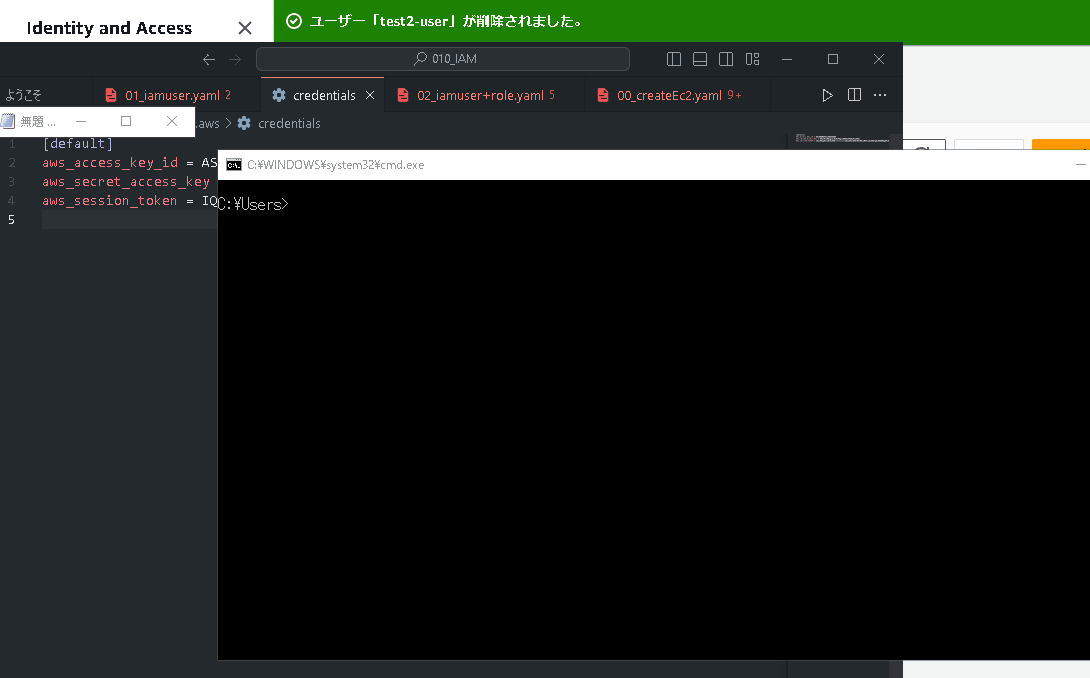 Identity and Access
ユーザー「test2-user」が削除されました。
010_IAM
ようこそ
01_iamuser.yaml 2
credentials
02_iamuser+role.yaml 5
00_createEc2.yaml 9+
無題 ...
.aws > credentials
1 [default]
2 aws_access_key_id = AS
3 aws_secret_access_key
4 aws_session_token = IQ
5
C:\.
C:¥WINDOWS¥system32¥cmd.exe
C:¥Users>